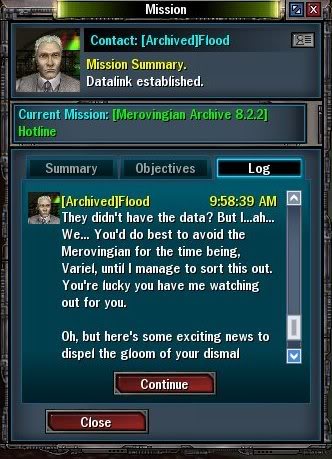 Mission
Contact: [Archived]Flood
Mission Summary.
Datalink established.
Current Mission: [Merovingian Archive 8.2.2]
Hotline
Summary
Objectives
Log
[Archived]Flood 9:58:39 AM
They didn't have the data? But I...ah...
We... You'd do best to avoid the
Merovingian for the time being,
Variel, until I manage to sort this out.
You're lucky you have me watching
out for you.
Oh, but here's some exciting news to
dispel the gloom of your dismal
Continue
Close